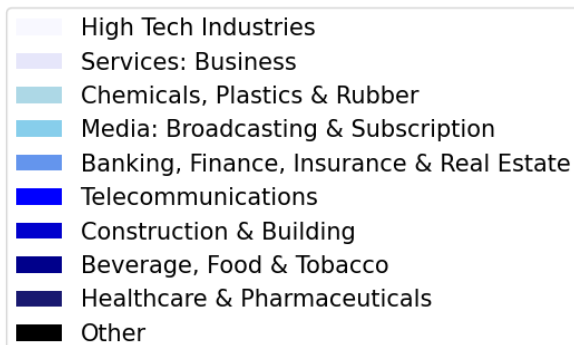 High Tech Industries
Services: Business
Chemicals, Plastics & Rubber
Media: Broadcasting & Subscription
Banking, Finance, Insurance & Real Estate
Telecommunications
Construction & Building
Beverage, Food & Tobacco
Healthcare & Pharmaceuticals
Other